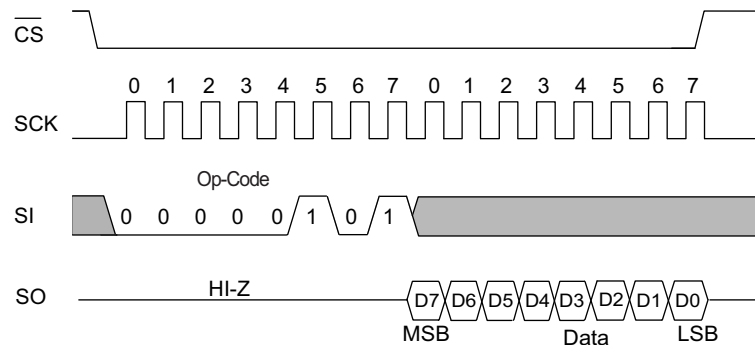 CS
0 1 2 3 4 5 6 7 0 1 2 3 4 5 6 7
SCK
Op-Code
SI 0 0 0 0 0 1 0 1
HI-Z
SO D7 D6 D5 D4 D3 D2 D1 D0
MSB Data LSB